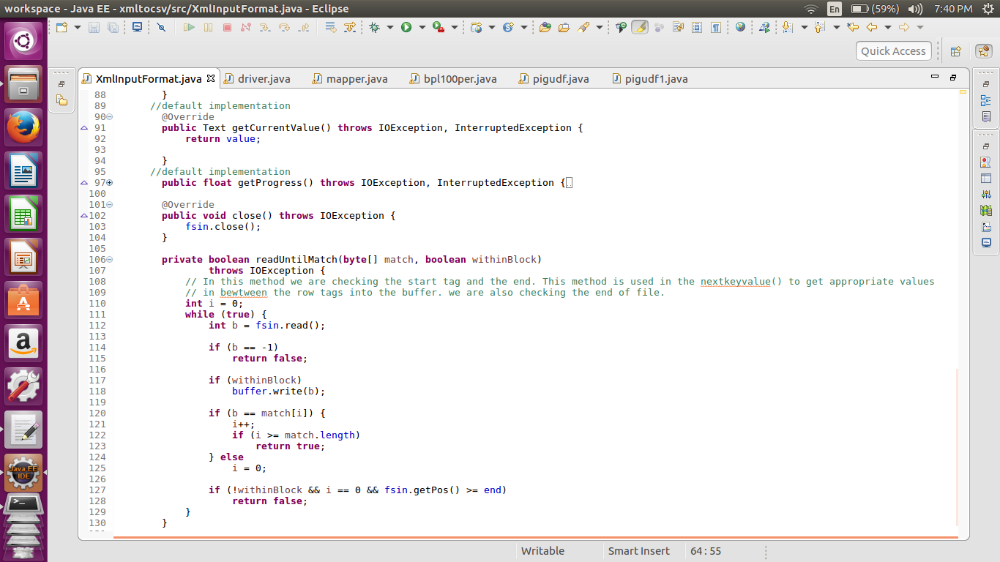 workspace - Java EE - xmltocsv/src/XmlInputFormat.java - Eclipse
En
(59%)
7:40 PM
Quick Access
XmlInputFormat.java
driver.java
mapper.java
bpl100per.java
pigudf.java
pigudf1.java
88 }
89 //default implementation
90 @Override
91 public Text getCurrentValue() throws IOException, InterruptedException {
92 return value;
93
94 }
95 //default implementation
97 public float getProgress() throws IOException, InterruptedException {
100
101 @Override
102 public void close() throws IOException {
103 fsin.close();
104 }
105
106 private boolean readUntilMatch(byte[] match, boolean withinBlock)
107 throws IOException {
108 // In this method we are checking the start tag and the end. This method is used in the nextkeyvalue() to get appropriate values
109 // in bewtween the row tags into the buffer. we are also checking the end of file.
110 int i = 0;
111 while (true) {
112 int b = fsin.read();
113
114 if (b == -1)
115 return false;
116
117 if (withinBlock)
118 buffer.write(b);
119
120 if (b == match[i]) {
121 i++;
122 if (i >= match.length)
123 return true;
124 } else
125 i = 0;
126
127 if (!withinBlock && i == 0 && fsin.getPos() >= end)
128 return false;
129 }
130 }
Java EE
IDE
Writable
Smart Insert
64 : 55